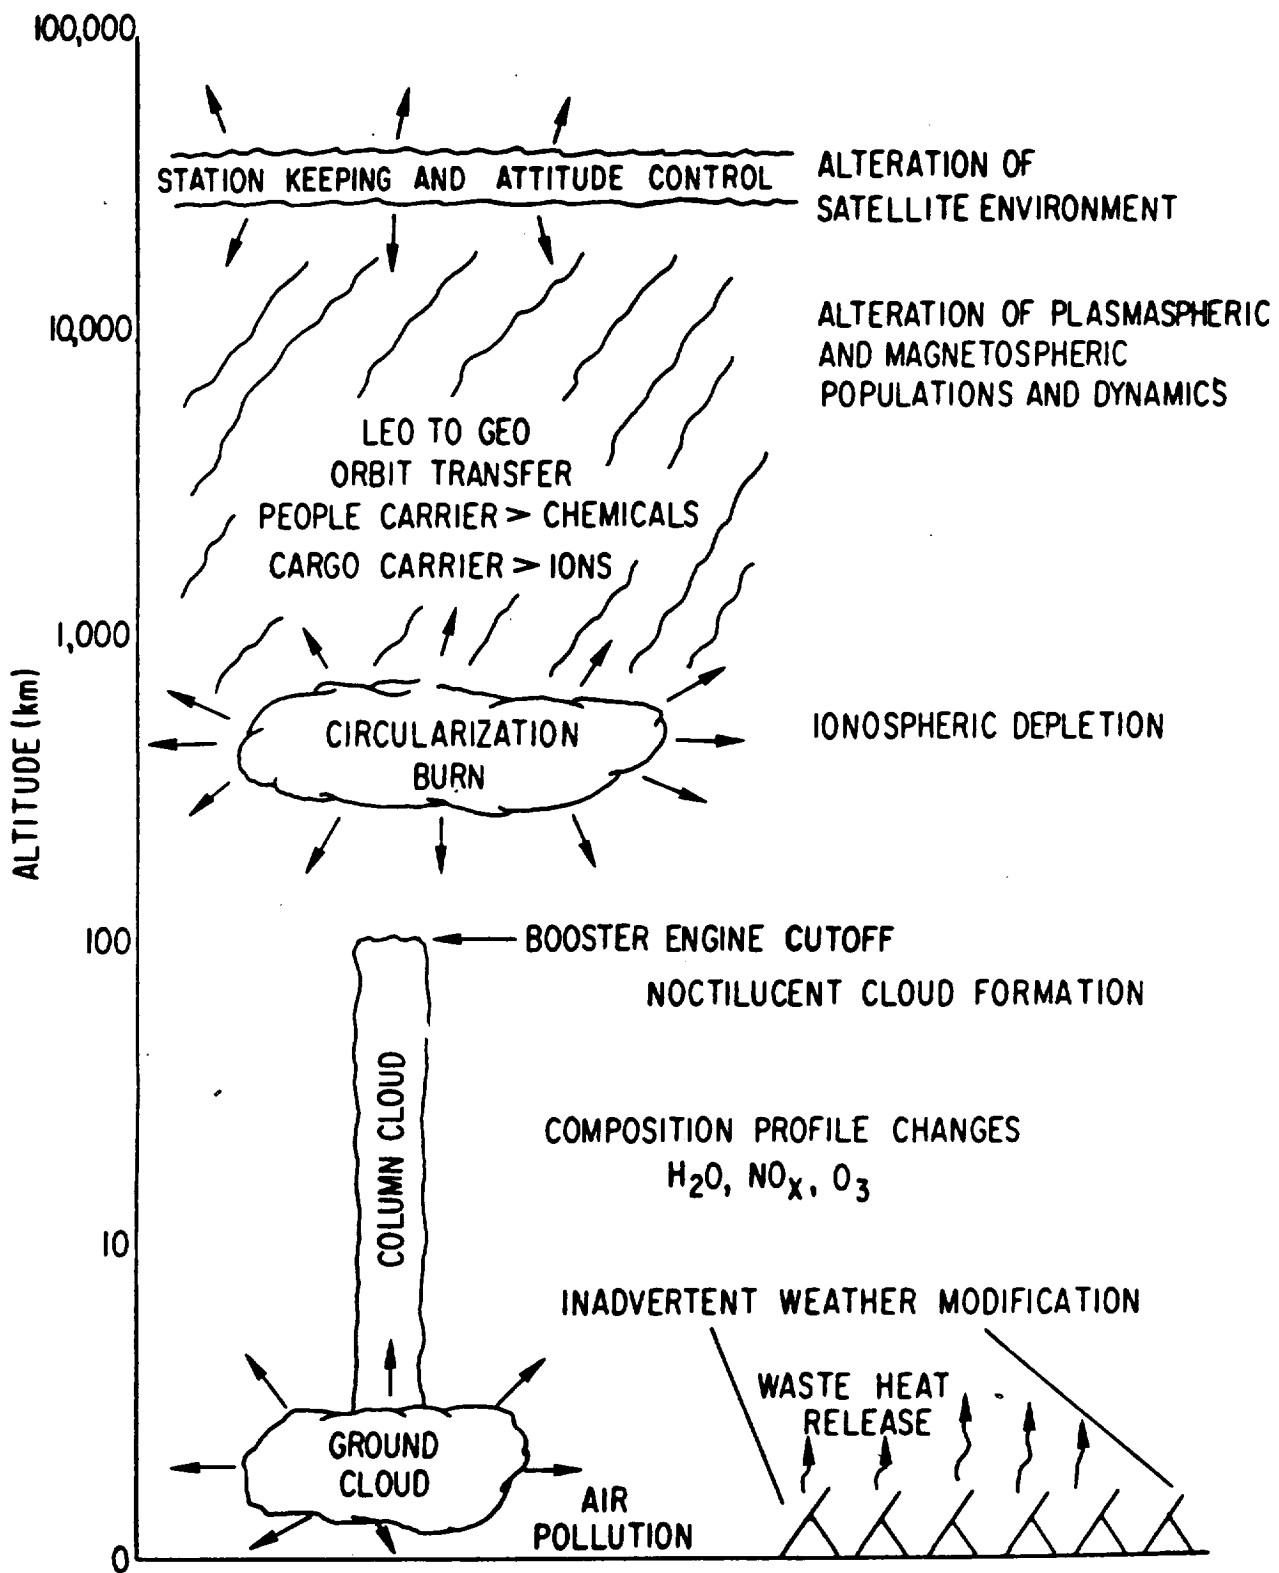 100,000
STATION KEEPING AND ATTITUDE CONTROL
ALTERATION OF
SATELLITE ENVIRONMENT
10,000
ALTERATION OF PLASMASPHERIC
AND MAGNETOSPHERIC
POPULATIONS AND DYNAMICS
LEO TO GEO
ORBIT TRANSFER
PEOPLE CARRIER > CHEMICALS
CARGO CARRIER > IONS
1,000
ALTITUDE (km)
CIRCULARIZATION
BURN
IONOSPHERIC DEPLETION
100
BOOSTER ENGINE CUTOFF
NOCTILUCENT CLOUD FORMATION
COLUMN CLOUD
COMPOSITION PROFILE CHANGES
H₂O, NOₓ, O₃
10
INADVERTENT WEATHER MODIFICATION
WASTE HEAT
RELEASE
GROUND
CLOUD
AIR
POLLUTION
0